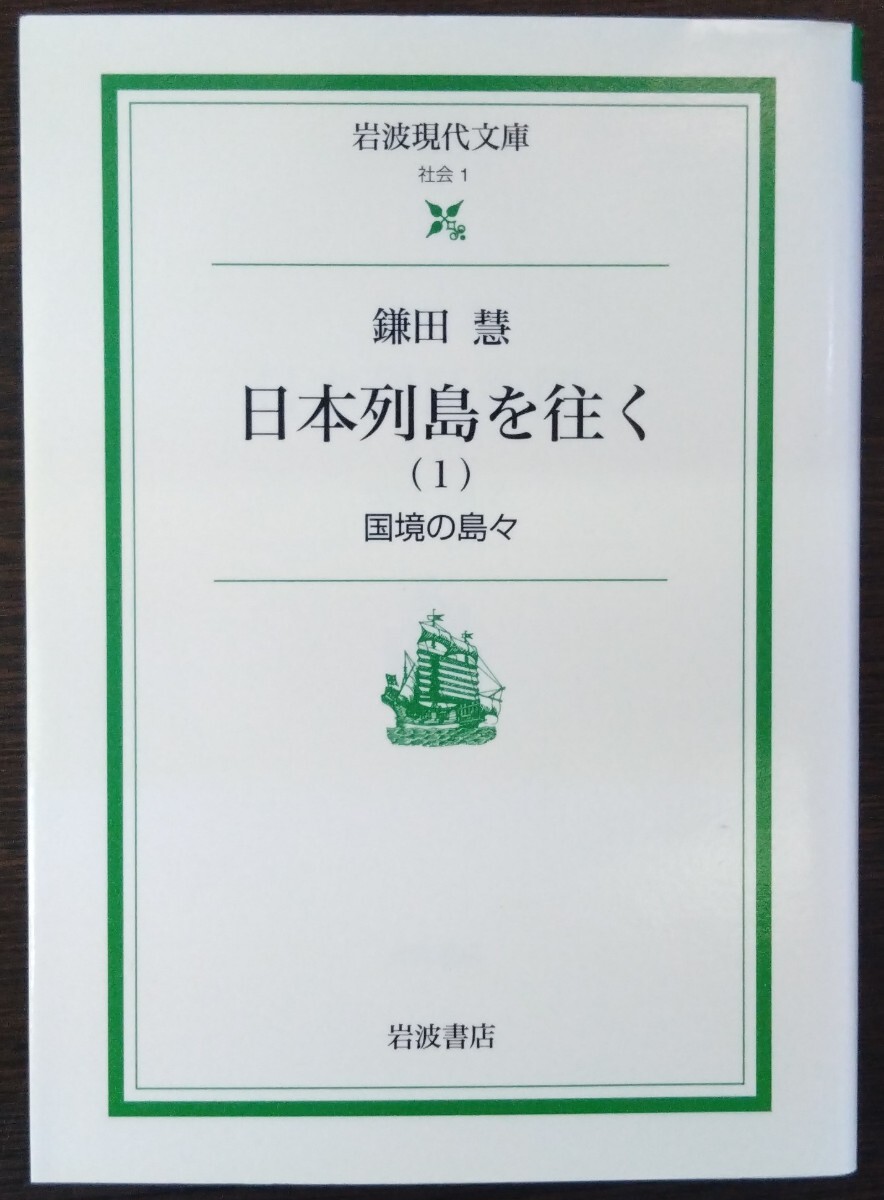 岩波現代文庫
社会 1
鎌田 慧
日本列島を往く
(1)
国境の島々
岩波書店